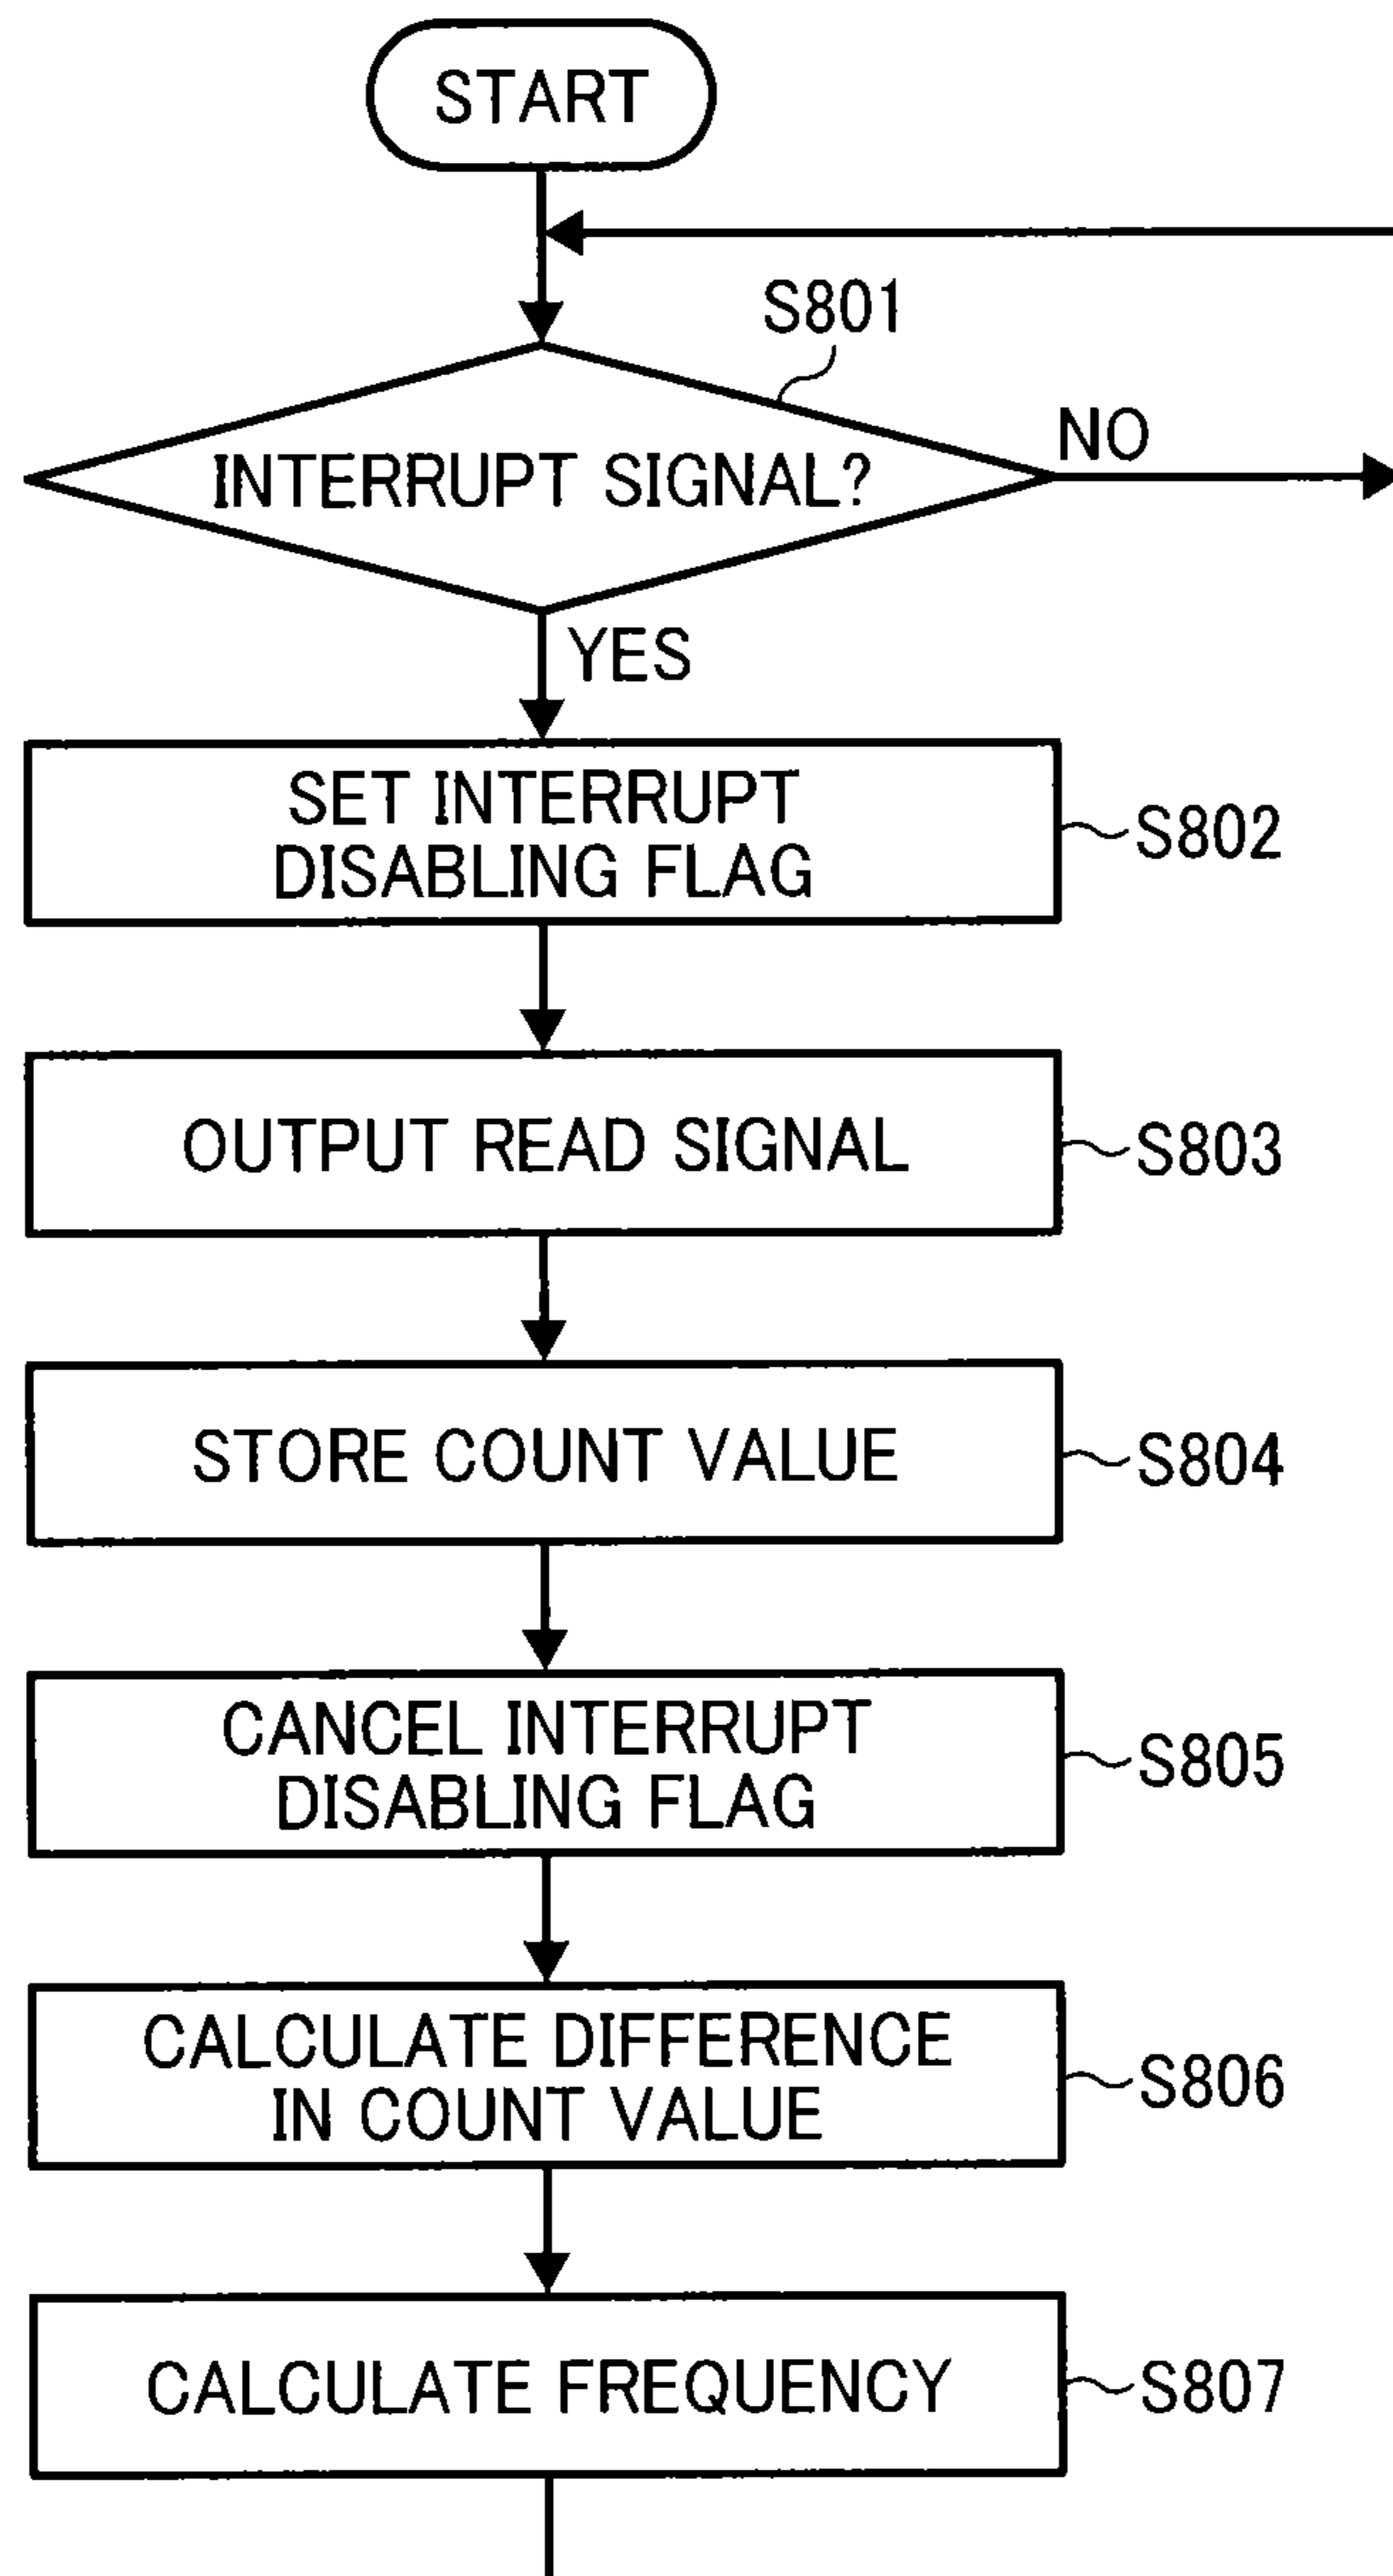 START
S801
INTERRUPT SIGNAL?
NO
YES
SET INTERRUPT
DISABLING FLAG
S802
OUTPUT READ SIGNAL
S803
STORE COUNT VALUE
S804
CANCEL INTERRUPT
DISABLING FLAG
S805
CALCULATE DIFFERENCE
IN COUNT VALUE
S806
CALCULATE FREQUENCY
S807